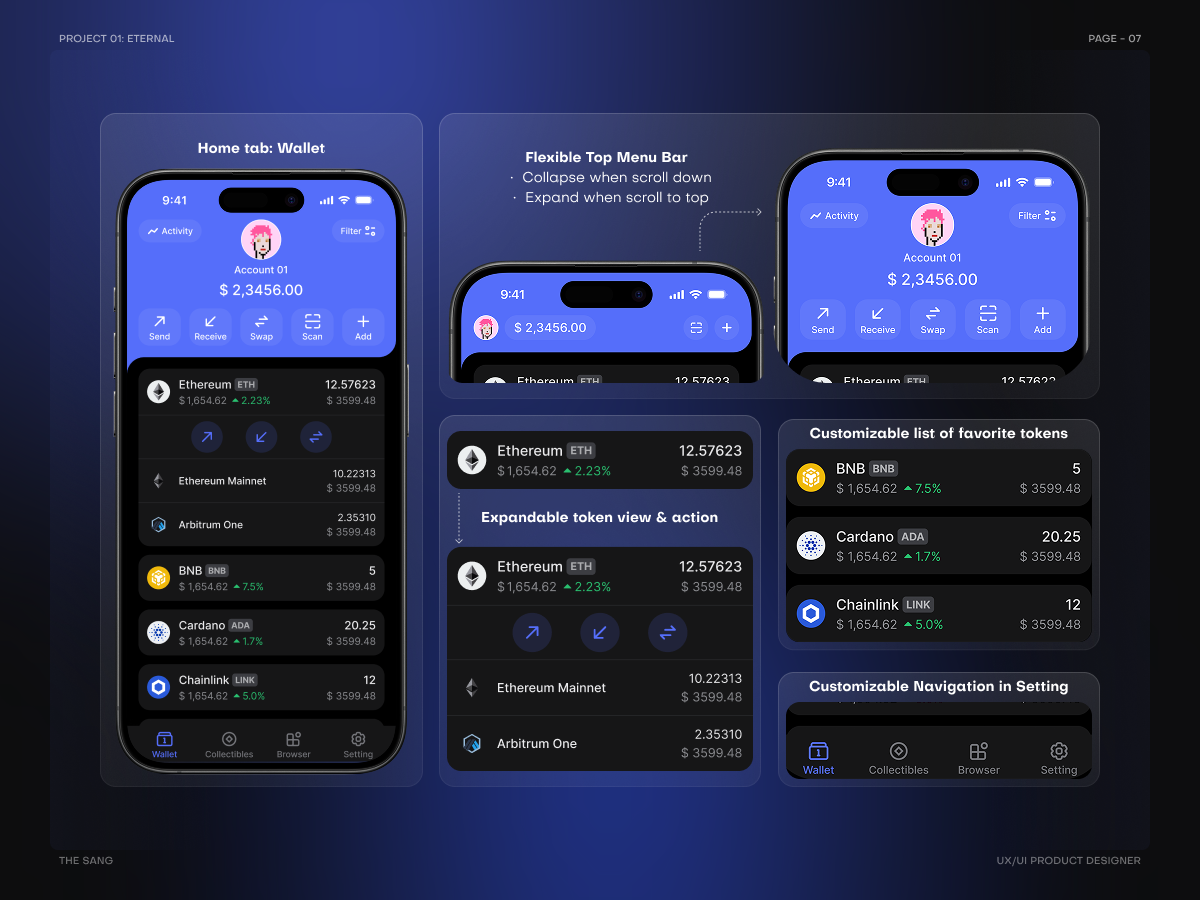 PROJECT 01: ETERNAL
PAGE - 07
Home tab: Wallet
9:41
Activity
Filter
Account 01
$ 2,3456.00
Send
Receive
Swap
Scan
Add
Ethereum ETH
12.57623
$ 1,654.62 2.23%
$ 3599.48
Ethereum Mainnet
10.22313
$ 3599.48
Arbitrum One
2.35310
$ 3599.48
BNB BNB
5
$ 1,654.62 7.5%
$ 3599.48
Cardano ADA
20.25
$ 1,654.62 1.7%
$ 3599.48
Chainlink LINK
12
$ 1,654.62 5.0%
$ 3599.48
1
Wallet
Collectibles
Browser
Setting
Flexible Top Menu Bar
· Collapse when scroll down
· Expand when scroll to top
9:41
$ 2,3456.00
Ethereum ETH
12.57623
9:41
Activity
Filter
Account 01
$ 2,3456.00
Send
Receive
Swap
Scan
Add
Ethereum ETH
12.57623
Ethereum ETH
12.57623
$ 1,654.62 2.23%
$ 3599.48
Expandable token view & action
Ethereum ETH
12.57623
$ 1,654.62 2.23%
$ 3599.48
Ethereum Mainnet
10.22313
$ 3599.48
Arbitrum One
2.35310
$ 3599.48
Customizable list of favorite tokens
BNB BNB
5
$ 1,654.62 7.5%
$ 3599.48
Cardano ADA
20.25
$ 1,654.62 1.7%
$ 3599.48
Chainlink LINK
12
$ 1,654.62 5.0%
$ 3599.48
Customizable Navigation in Setting
1
Wallet
Collectibles
Browser
Setting
THE SANG
UX/UI PRODUCT DESIGNER